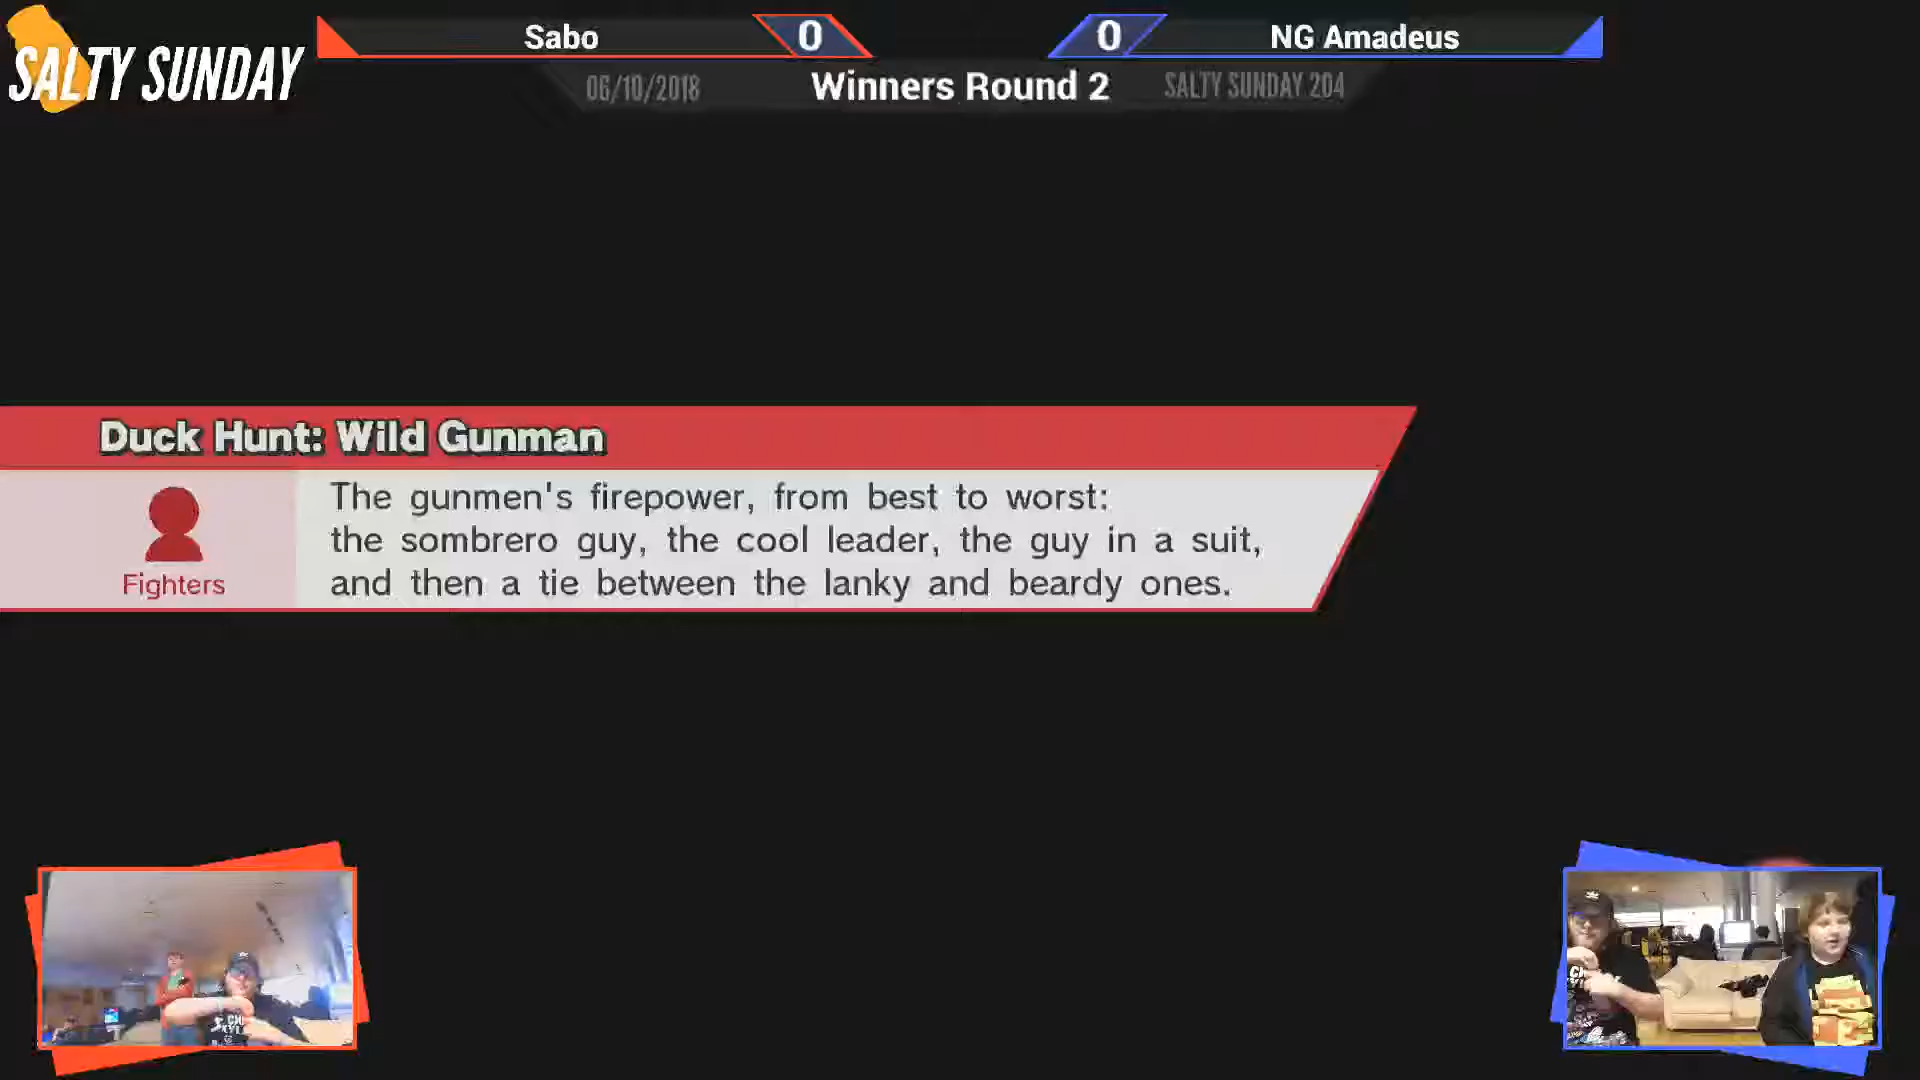 SALTY SUNDAY
Sabo 0 0 NG Amadeus
06/10/2018 Winners Round 2 SALTY SUNDAY 204
Duck Hunt: Wild Gunman
The gunmen's firepower, from best to worst:
the sombrero guy, the cool leader, the guy in a suit,
and then a tie between the lanky and beardy ones.
Fighters